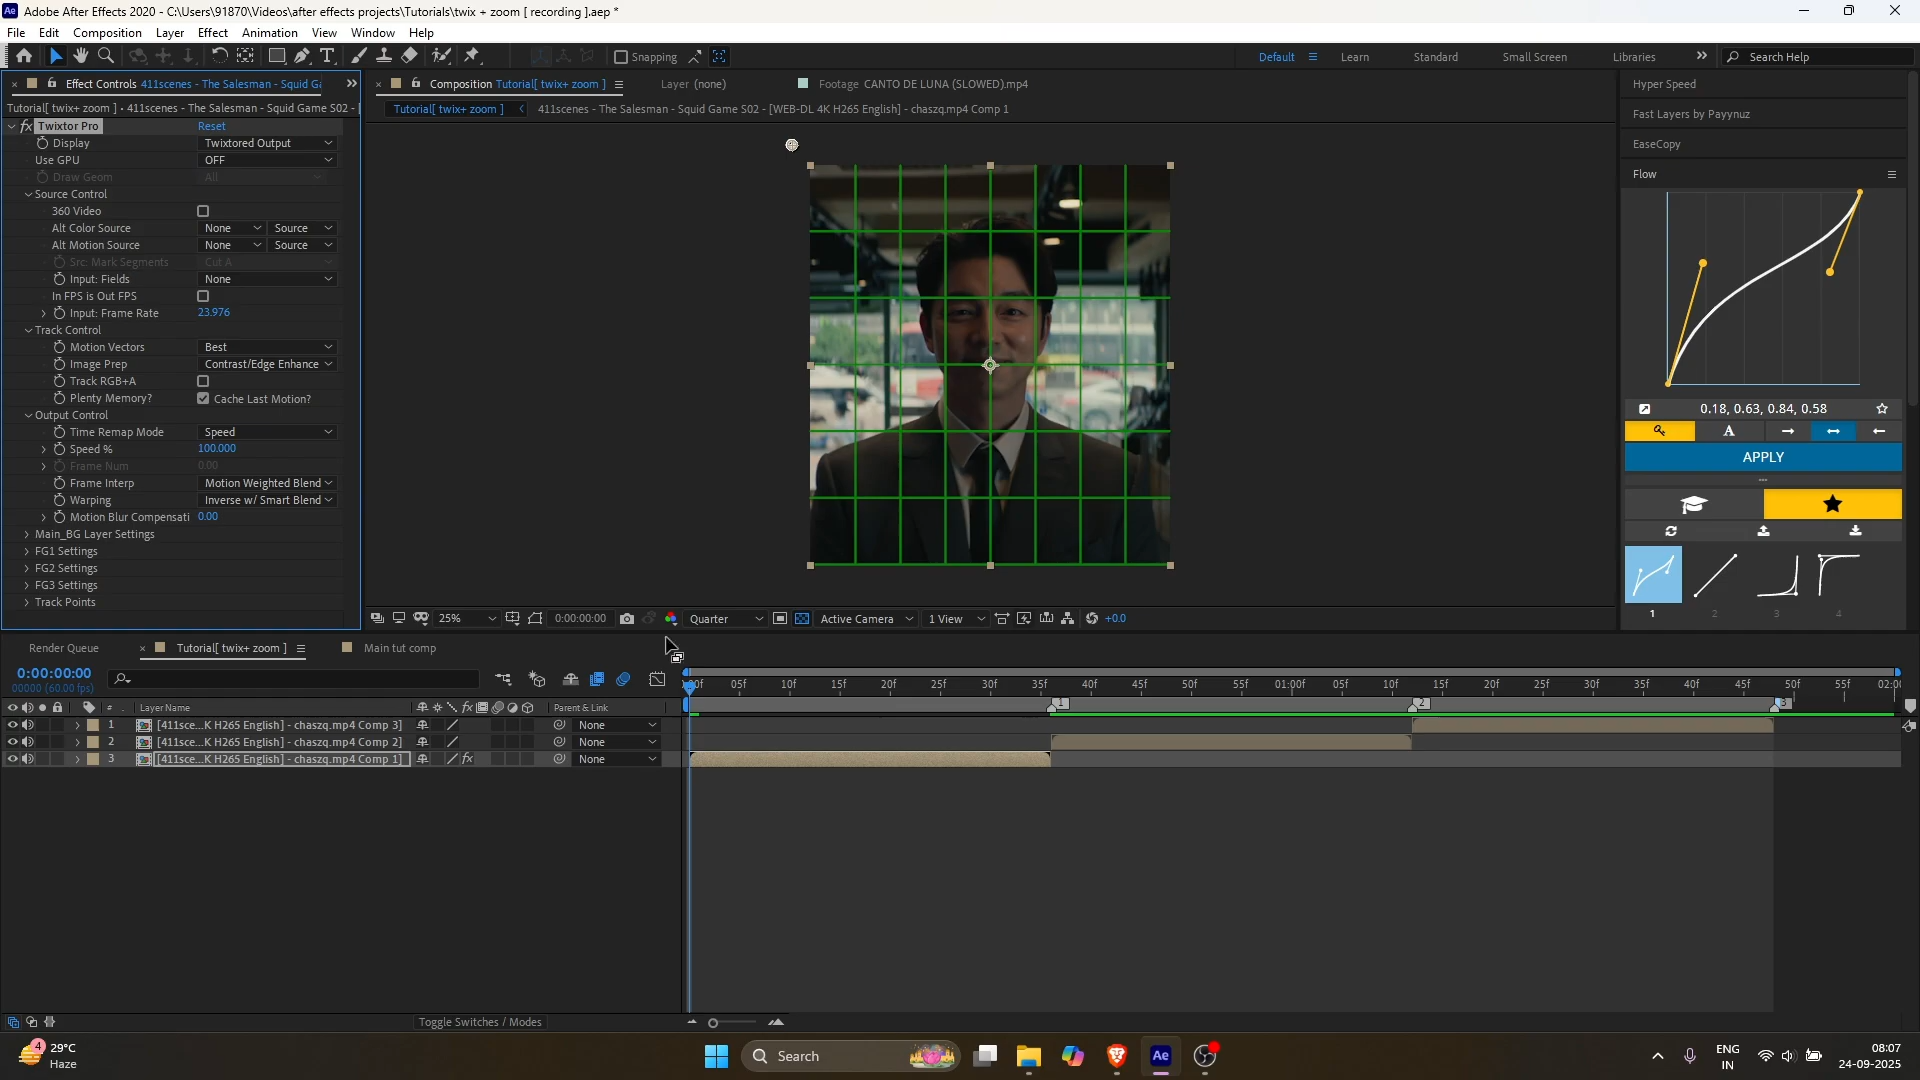 Adobe After Effects 2020 - C:\Users\91870\Videos\after effects projects\Tutorials\twix + zoom [ recording ].aep *
File Edit Composition Layer Effect Animation View Window Help
Snapping Default Learn Standard Small Screen Libraries Search Help
Effect Controls 411scenes - The Salesman - Squid Ga
Composition Tutorial[ twix+ zoom ] Layer (none) Footage CANTO DE LUNA (SLOWED).mp4
Tutorial[ twix+ zoom ] • 411scenes - The Salesman - Squid Game S02 - [
Tutorial[ twix+ zoom ] 411scenes - The Salesman - Squid Game S02 - [WEB-DL 4K H265 English] - chaszq.mp4 Comp 1
fx Twixtor Pro Reset
Display Twixtored Output
Use GPU OFF
Draw Geom All
Source Control
360 Video
Alt Color Source None Source
Alt Motion Source None Source
Src: Mark Segments Cut A
Input: Fields None
In FPS is Out FPS
Input: Frame Rate 23.976
Track Control
Motion Vectors Best
Image Prep Contrast/Edge Enhance
Track RGB+A
Plenty Memory? Cache Last Motion?
Output Control
Time Remap Mode Speed
Speed % 100.000
Frame Num 0.00
Frame Interp Motion Weighted Blend
Warping Inverse w/ Smart Blend
Motion Blur Compensati 0.00
Main_BG Layer Settings
FG1 Settings
FG2 Settings
FG3 Settings
Track Points
25% 0:00:00:00 Quarter Active Camera 1 View +0.0
Hyper Speed
Fast Layers by Payynuz
EaseCopy
Flow
0.18, 0.63, 0.84, 0.58
A
APPLY
1 2 3 4
Render Queue Tutorial[ twix+ zoom ] Main tut comp
0:00:00:00
00000 (60.00 fps)
05f 10f 15f 20f 25f 30f 35f 40f 45f 50f 55f 01:00f 05f 10f 15f 20f 25f 30f 35f 40f 45f 50f 55f 02:0
# Layer Name fx Parent & Link 1 2 3
1 [411sce...K H265 English] - chaszq.mp4 Comp 3] None
2 [411sce...K H265 English] - chaszq.mp4 Comp 2] None
3 [411sce...K H265 English] - chaszq.mp4 Comp 1] fx None
Toggle Switches / Modes
4 29°C
Haze
Search
Ae
ENG
IN
08:07
24-09-2025